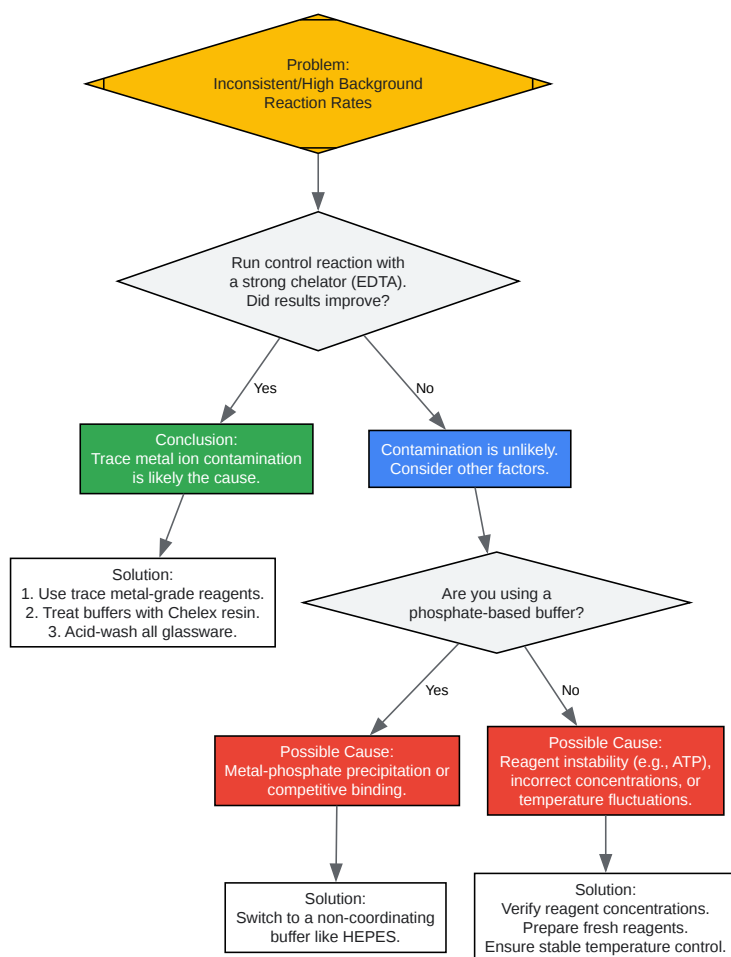 Problem:
Inconsistent/High Background
Reaction Rates
Run control reaction with
a strong chelator (EDTA).
Did results improve?
Yes
No
Conclusion:
Trace metal ion contamination
is likely the cause.
Contamination is unlikely.
Consider other factors.
Solution:
1. Use trace metal-grade reagents.
2. Treat buffers with Chelex resin.
3. Acid-wash all glassware.
Are you using a
phosphate-based buffer?
Yes
No
Possible Cause:
Metal-phosphate precipitation or
competitive binding.
Possible Cause:
Reagent instability (e.g., ATP),
incorrect concentrations, or
temperature fluctuations.
Solution:
Switch to a non-coordinating
buffer like HEPES.
Solution:
Verify reagent concentrations.
Prepare fresh reagents.
Ensure stable temperature control.